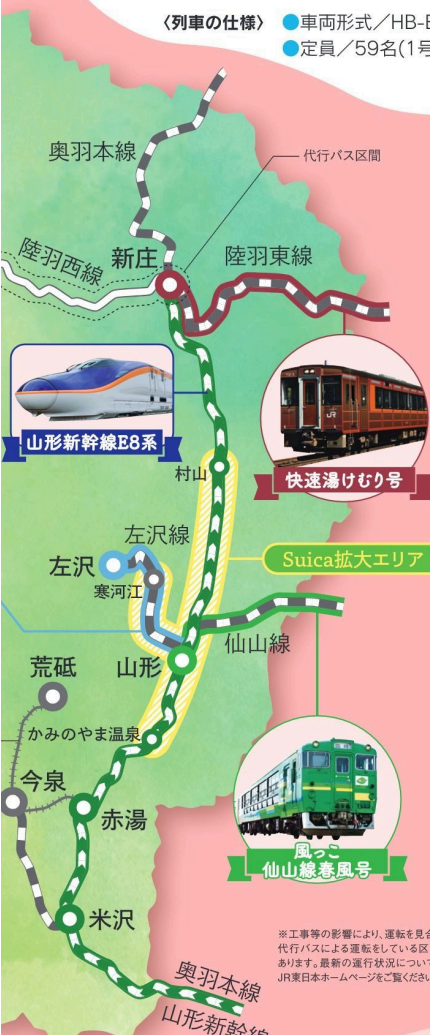 〈列車の仕様〉 ●車両形式／HB-E
●定員／59名(1号
奥羽本線
代行バス区間
陸羽西線
新庄
陸羽東線
山形新幹線E8系
JR
快速湯けむり号
村山
左沢線
左沢
寒河江
Suica拡大エリア
仙山線
山形
荒砥
かみのやま温泉
今泉
赤湯
風っこ
仙山線春風号
米沢
※工事等の影響により、運転を見合
代行バスによる運転をしている区
あります。最新の運行状況につい
JR東日本ホームページをご覧くださ
奥羽本線
山形新幹線